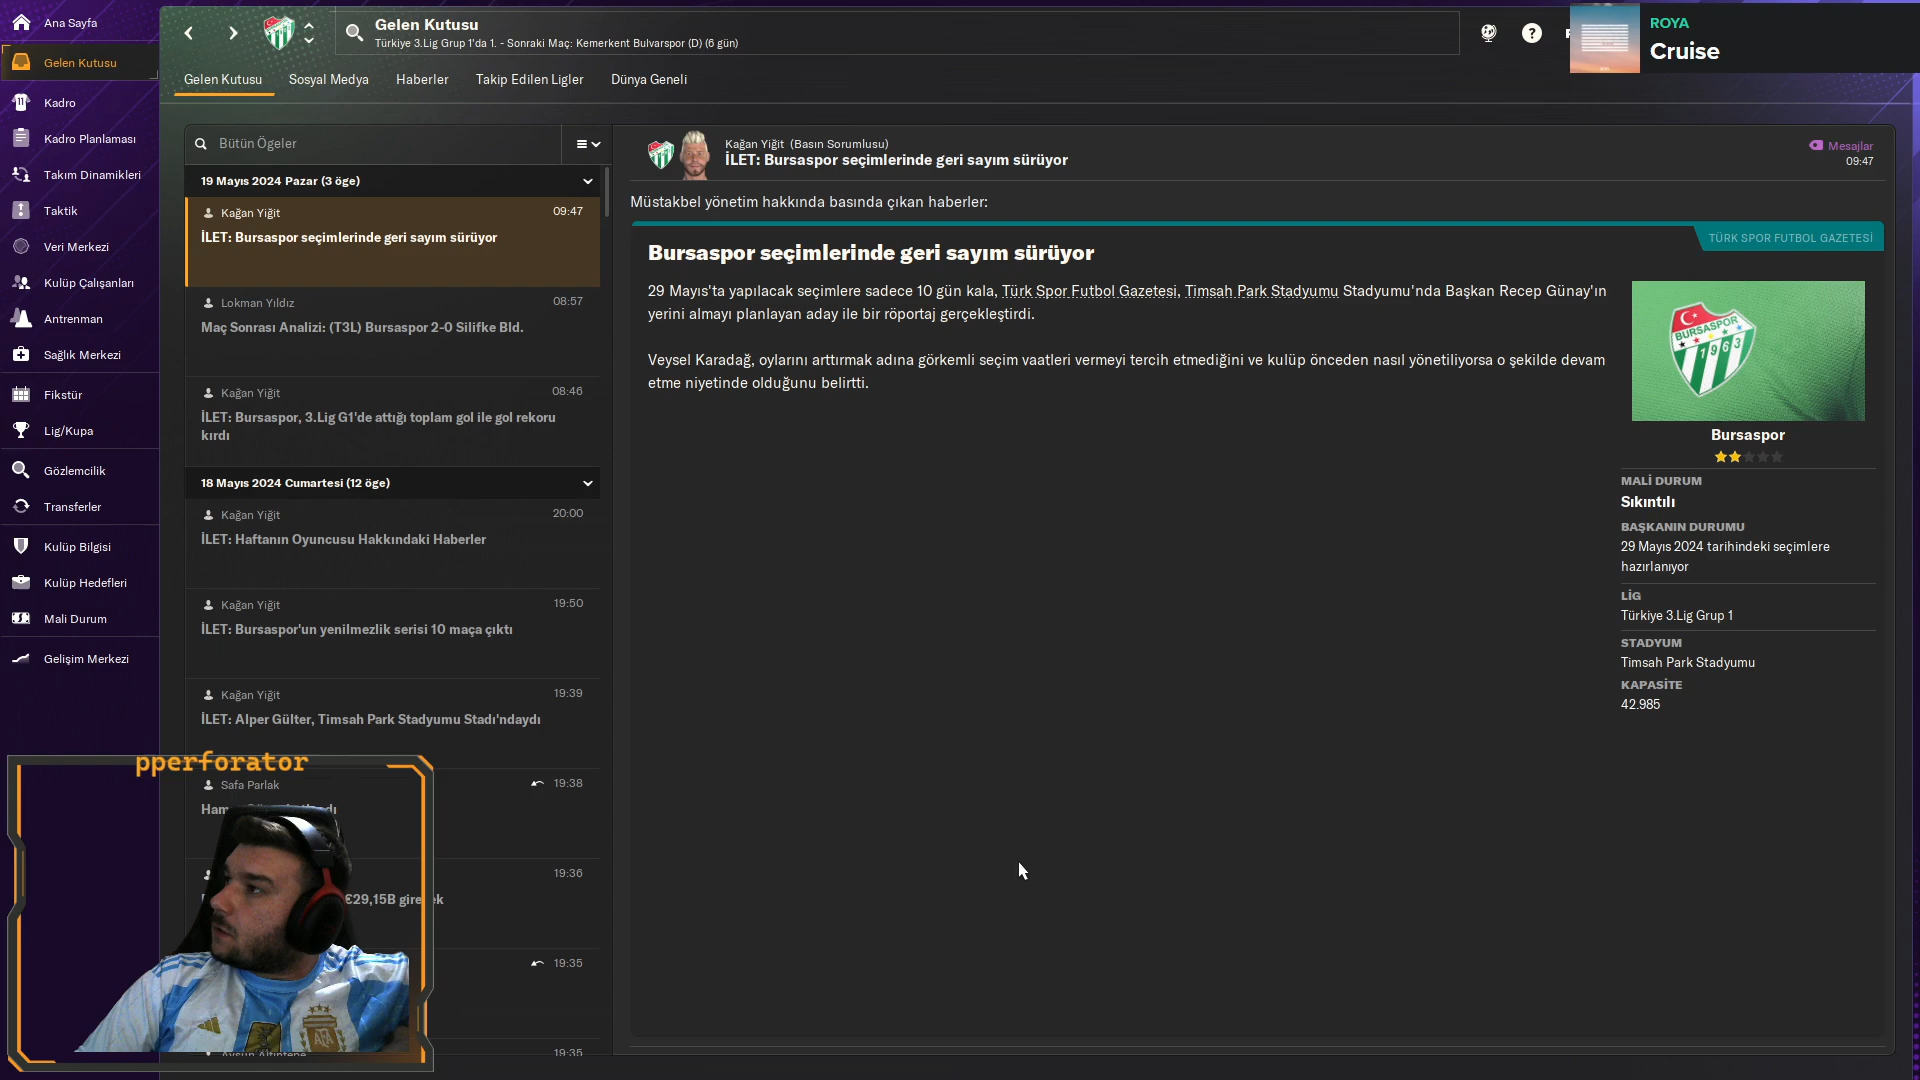 Ana Sayfa
Gelen Kutusu
Kadro
Kadro Planlaması
Takım Dinamikleri
Taktik
Veri Merkezi
Kulüp Çalışanları
Antrenman
Sağlık Merkezi
Fikstür
Lig/Kupa
Gözlemcilik
Transferler
Kulüp Bilgisi
Kulüp Hedefleri
Mali Durum
Gelişim Merkezi
Gelen Kutusu
Türkiye 3.Lig Grup 1'da 1. - Sonraki Maç: Kemerkent Bulvarspor (D) (6 gün)
?
ROYA
Cruise
Gelen Kutusu
Sosyal Medya
Haberler
Takip Edilen Ligler
Dünya Geneli
Bütün Ögeler
19 Mayıs 2024 Pazar (3 öge)
Kağan Yiğit
09:47
İLET: Bursaspor seçimlerinde geri sayım sürüyor
Lokman Yıldız
08:57
Maç Sonrası Analizi: (T3L) Bursaspor 2-0 Silifke Bld.
Kağan Yiğit
08:46
İLET: Bursaspor, 3.Lig G1'de attığı toplam gol ile gol rekoru
kırdı
18 Mayıs 2024 Cumartesi (12 öge)
Kağan Yiğit
20:00
İLET: Haftanın Oyuncusu Hakkındaki Haberler
Kağan Yiğit
19:50
İLET: Bursaspor'un yenilmezlik serisi 10 maça çıktı
Kağan Yiğit
19:39
İLET: Alper Gülter, Timsah Park Stadyumu Stadı'ndaydı
Safa Parlak
19:38
19:36
€29,15B
19:35
Aysun Altıntepe
19:35
pperforator
Kağan Yiğit (Basın Sorumlusu)
İLET: Bursaspor seçimlerinde geri sayım sürüyor
Mesajlar
09:47
Müstakbel yönetim hakkında basında çıkan haberler:
TÜRK SPOR FUTBOL GAZETESİ
Bursaspor seçimlerinde geri sayım sürüyor
29 Mayıs'ta yapılacak seçimlere sadece 10 gün kala, Türk Spor Futbol Gazetesi, Timsah Park Stadyumu Stadyumu'nda Başkan Recep Günay'ın
yerini almayı planlayan aday ile bir röportaj gerçekleştirdi.
Veysel Karadağ, oylarını arttırmak adına görkemli seçim vaatleri vermeyi tercih etmediğini ve kulüp önceden nasıl yönetiliyorsa o şekilde devam
etme niyetinde olduğunu belirtti.
BURSASPOR
1963
Bursaspor
MALİ DURUM
Sıkıntılı
BAŞKANIN DURUMU
29 Mayıs 2024 tarihindeki seçimlere
hazırlanıyor
LİG
Türkiye 3.Lig Grup 1
STADYUM
Timsah Park Stadyumu
KAPASİTE
42.985
AFA